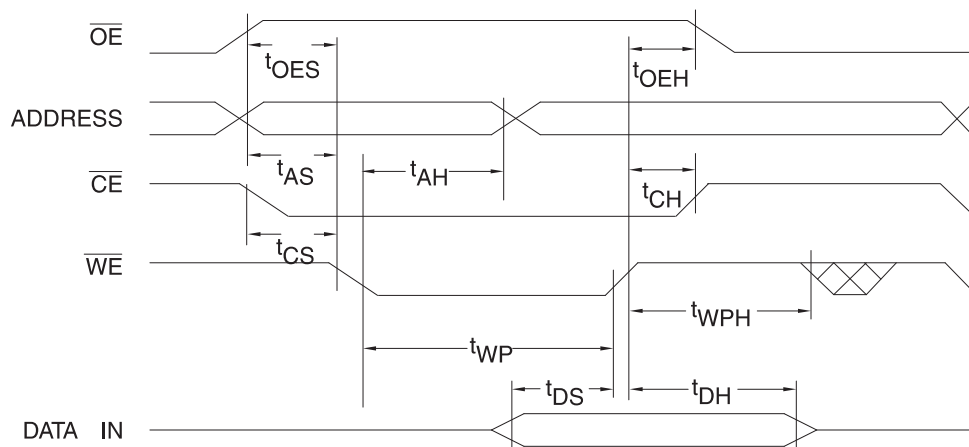 OE
tOES
tOEH
ADDRESS
tAS
tAH
CE
tCH
tCS
WE
tWPH
tWP
tDS
tDH
DATA IN